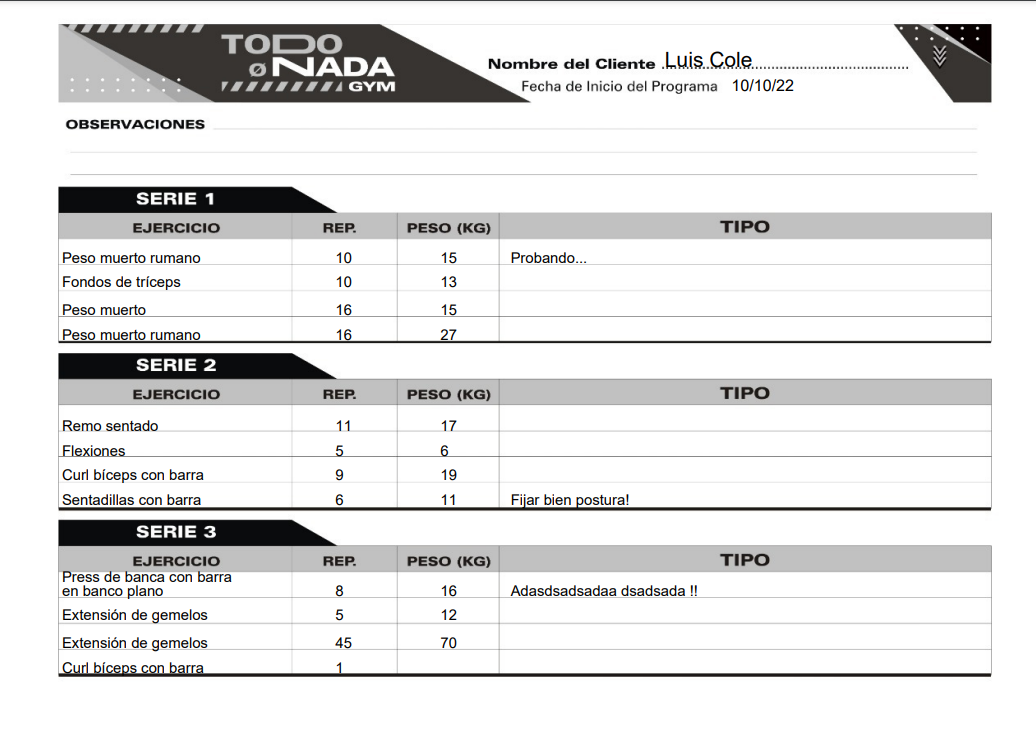 TODO
Ø NADA
GYM
Nombre del Cliente Luis Cole
Fecha de Inicio del Programa 10/10/22
OBSERVACIONES
SERIE 1
EJERCICIO REP. PESO (KG) TIPO
Peso muerto rumano 10 15 Probando...
Fondos de tríceps 10 13
Peso muerto 16 15
Peso muerto rumano 16 27
SERIE 2
EJERCICIO REP. PESO (KG) TIPO
Remo sentado 11 17
Flexiones 5 6
Curl bíceps con barra 9 19
Sentadillas con barra 6 11 Fijar bien postura!
SERIE 3
EJERCICIO REP. PESO (KG) TIPO
Press de banca con barra
en banco plano 8 16 Adasdsadsadaa dsadsada !!
Extensión de gemelos 5 12
Extensión de gemelos 45 70
Curl bíceps con barra 1